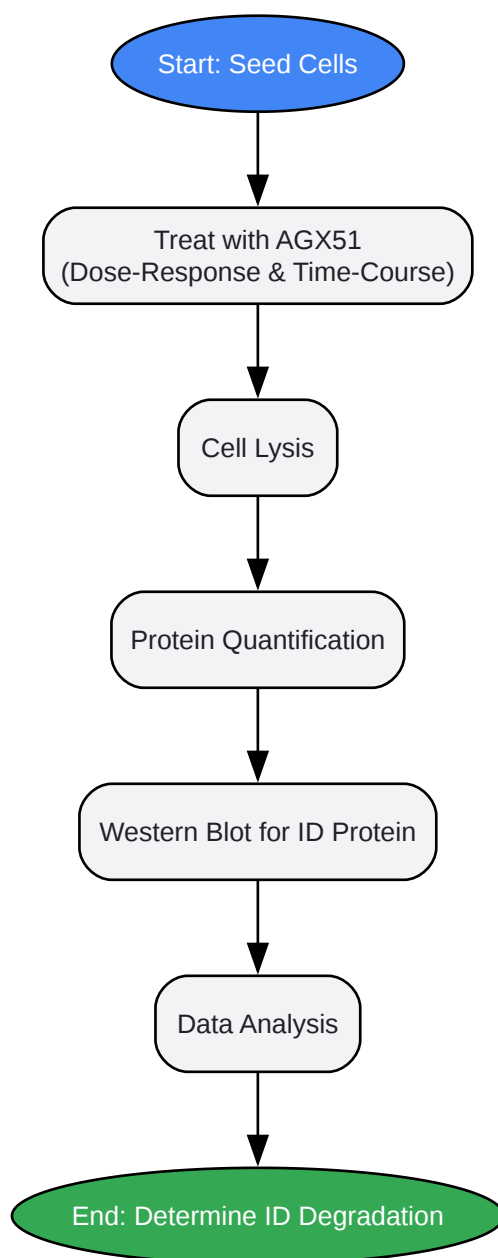 Start: Seed Cells
Treat with AGX51
(Dose-Response & Time-Course)
Cell Lysis
Protein Quantification
Western Blot for ID Protein
Data Analysis
End: Determine ID Degradation